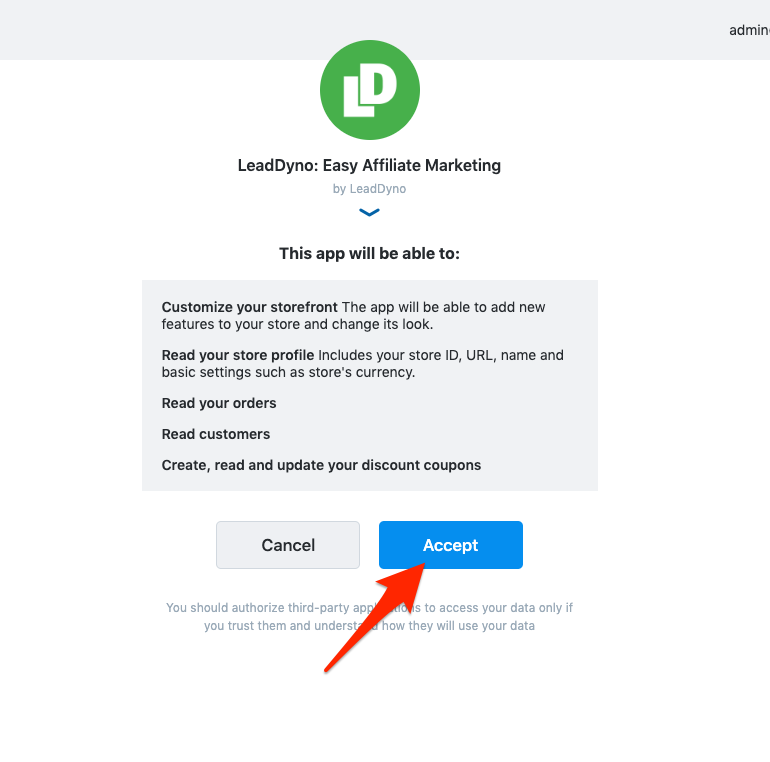 admin
LD
LeadDyno: Easy Affiliate Marketing
by LeadDyno
This app will be able to:
Customize your storefront The app will be able to add new
features to your store and change its look.
Read your store profile Includes your store ID, URL, name and
basic settings such as store's currency.
Read your orders
Read customers
Create, read and update your discount coupons
Cancel
Accept
You should authorize third-party to access your data only if
you trust them and understand how they will use your data